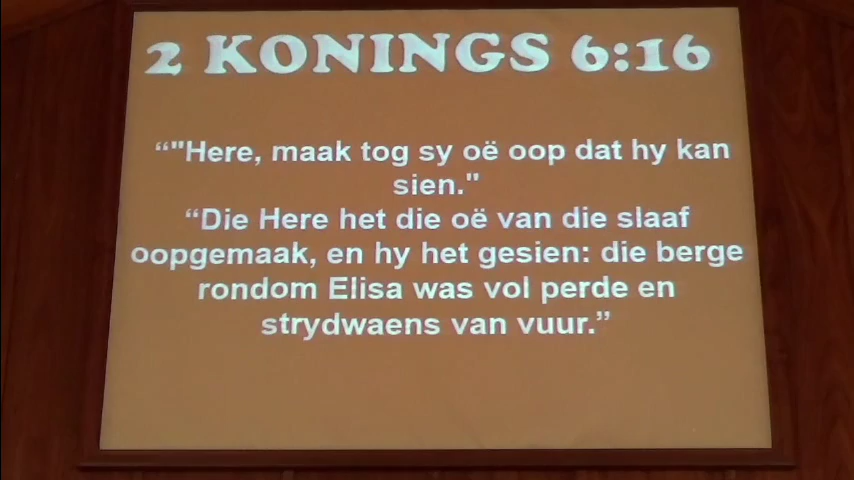 2 KONINGS 6:16
“"Here, maak tog sy oë oop dat hy kan
sien."
“Die Here het die oë van die slaaf
oopgemaak, en hy het gesien: die berge
rondom Elisa was vol perde en
strydwaens van vuur.”